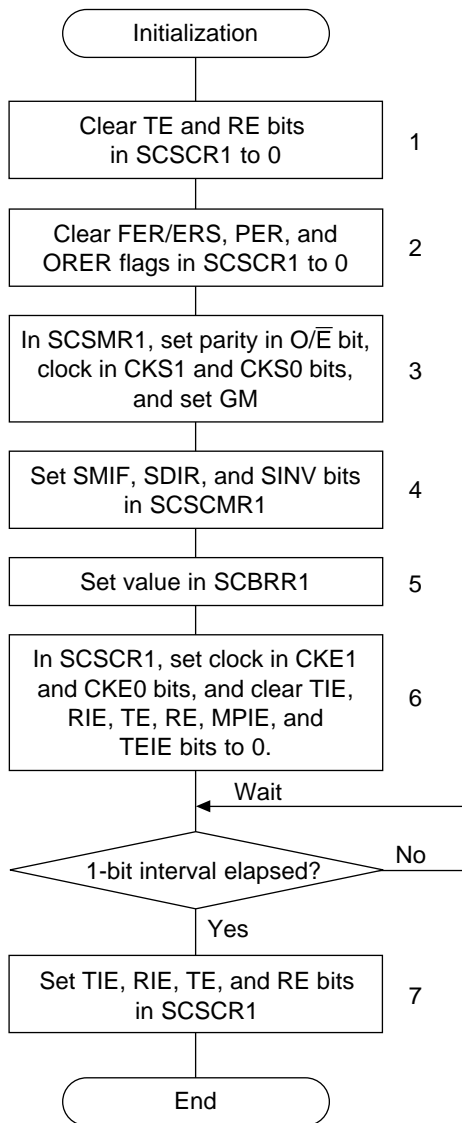 Initialization
Clear TE and RE bits
in SCSCR1 to 0
1
Clear FER/ERS, PER, and
ORER flags in SCSCR1 to 0
2
In SCSMR1, set parity in O/E̅ bit,
clock in CKS1 and CKS0 bits,
and set GM
3
Set SMIF, SDIR, and SINV bits
in SCSCMR1
4
Set value in SCBRR1
5
In SCSCR1, set clock in CKE1
and CKE0 bits, and clear TIE,
RIE, TE, RE, MPIE, and
TEIE bits to 0.
6
Wait
1-bit interval elapsed?
No
Yes
Set TIE, RIE, TE, and RE bits
in SCSCR1
7
End